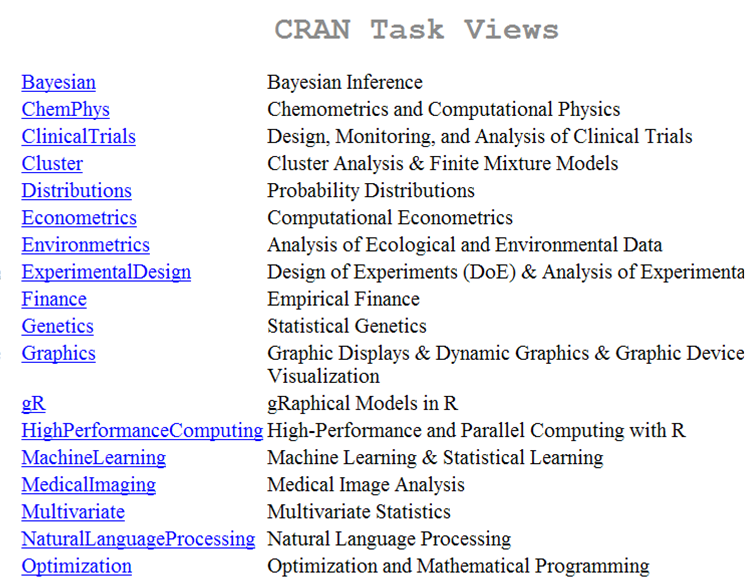 CRAN Task Views
Bayesian Bayesian Inference
ChemPhys Chemometrics and Computational Physics
ClinicalTrials Design, Monitoring, and Analysis of Clinical Trials
Cluster Cluster Analysis & Finite Mixture Models
Distributions Probability Distributions
Econometrics Computational Econometrics
Environmetrics Analysis of Ecological and Environmental Data
ExperimentalDesign Design of Experiments (DoE) & Analysis of Experimenta
Finance Empirical Finance
Genetics Statistical Genetics
Graphics Graphic Displays & Dynamic Graphics & Graphic Device
Visualization
gR gRaphical Models in R
HighPerformanceComputing High-Performance and Parallel Computing with R
MachineLearning Machine Learning & Statistical Learning
MedicalImaging Medical Image Analysis
Multivariate Multivariate Statistics
NaturalLanguageProcessing Natural Language Processing
Optimization Optimization and Mathematical Programming